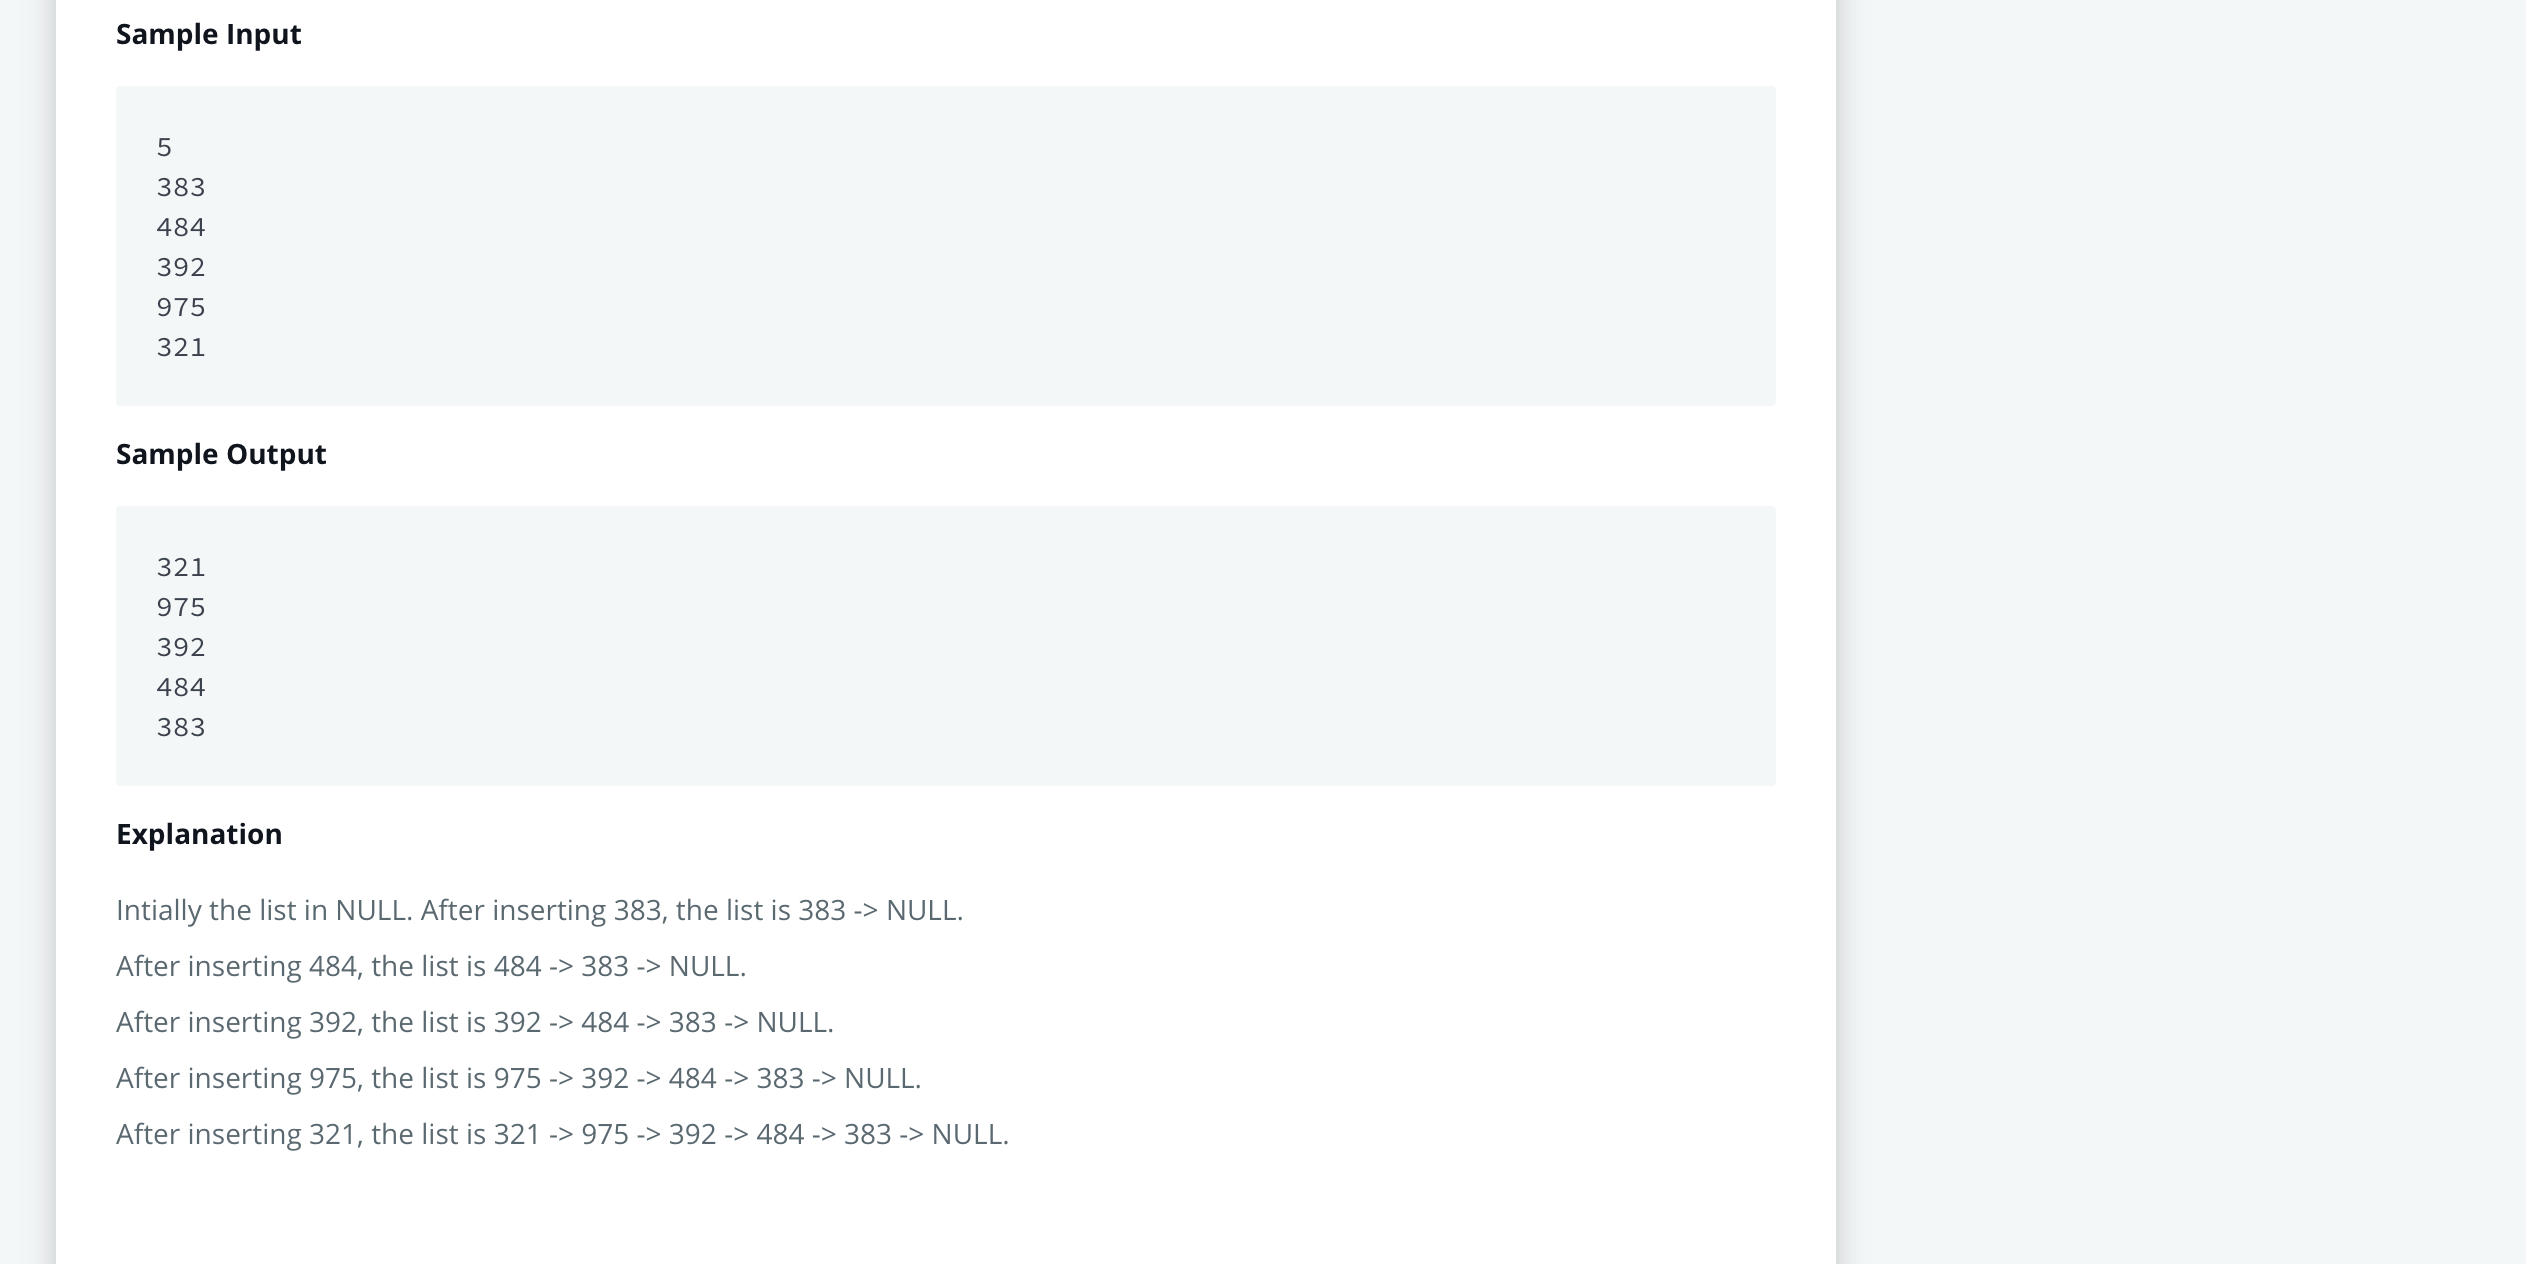 Sample Input
5
383
484
392
975
321
Sample Output
321
975
392
484
383
Explanation
Intially the list in NULL. After inserting 383, the list is 383 -> NULL.
After inserting 484, the list is 484 -> 383 -> NULL.
After inserting 392, the list is 392 -> 484 -> 383 -> NULL.
After inserting 975, the list is 975 -> 392 -> 484 -> 383 -> NULL.
After inserting 321, the list is 321 -> 975 -> 392 -> 484 -> 383 -> NULL.